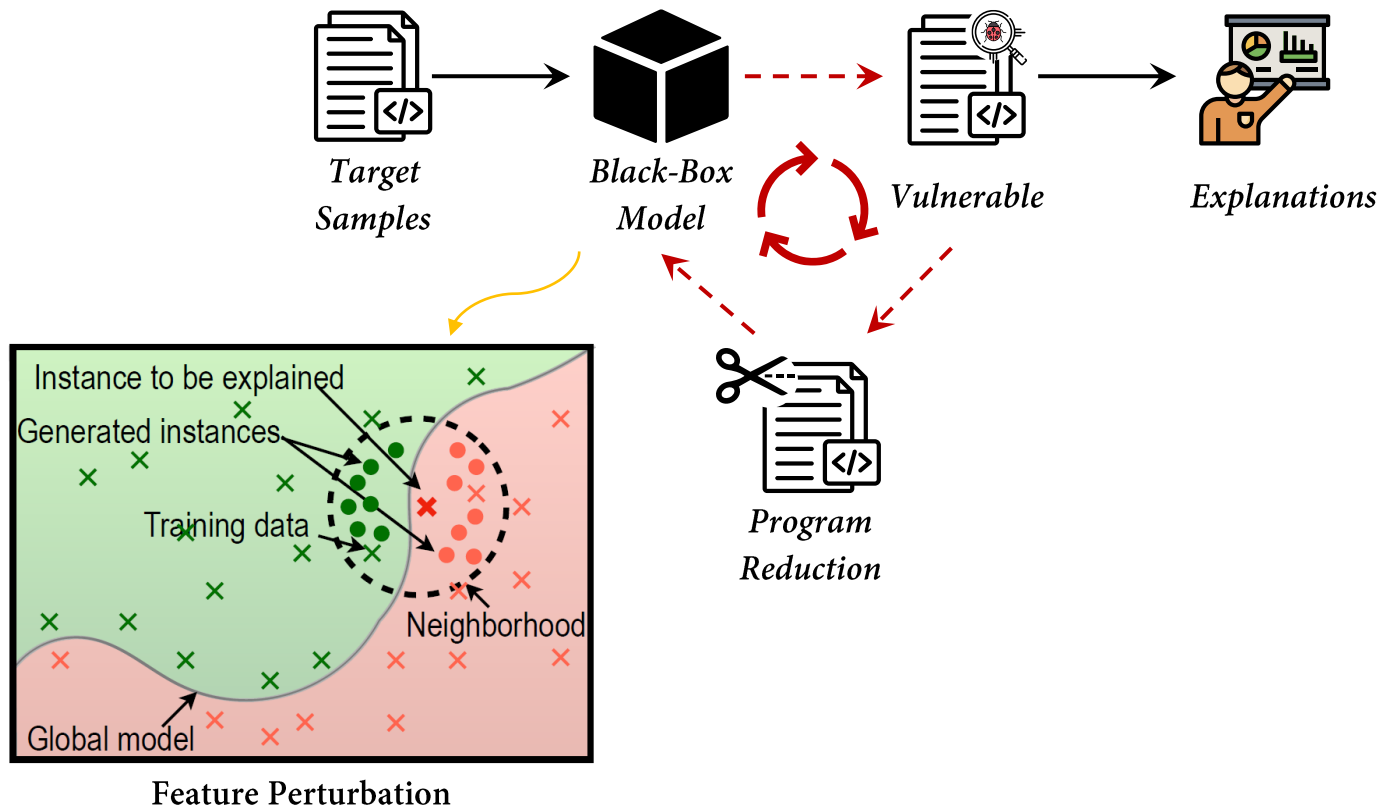 Target
Samples
Black-Box
Model
Vulnerable
Explanations
</>
</>
</>
Program
Reduction
Instance to be explained
Generated instances
Training data
Neighborhood
Global model
Feature Perturbation